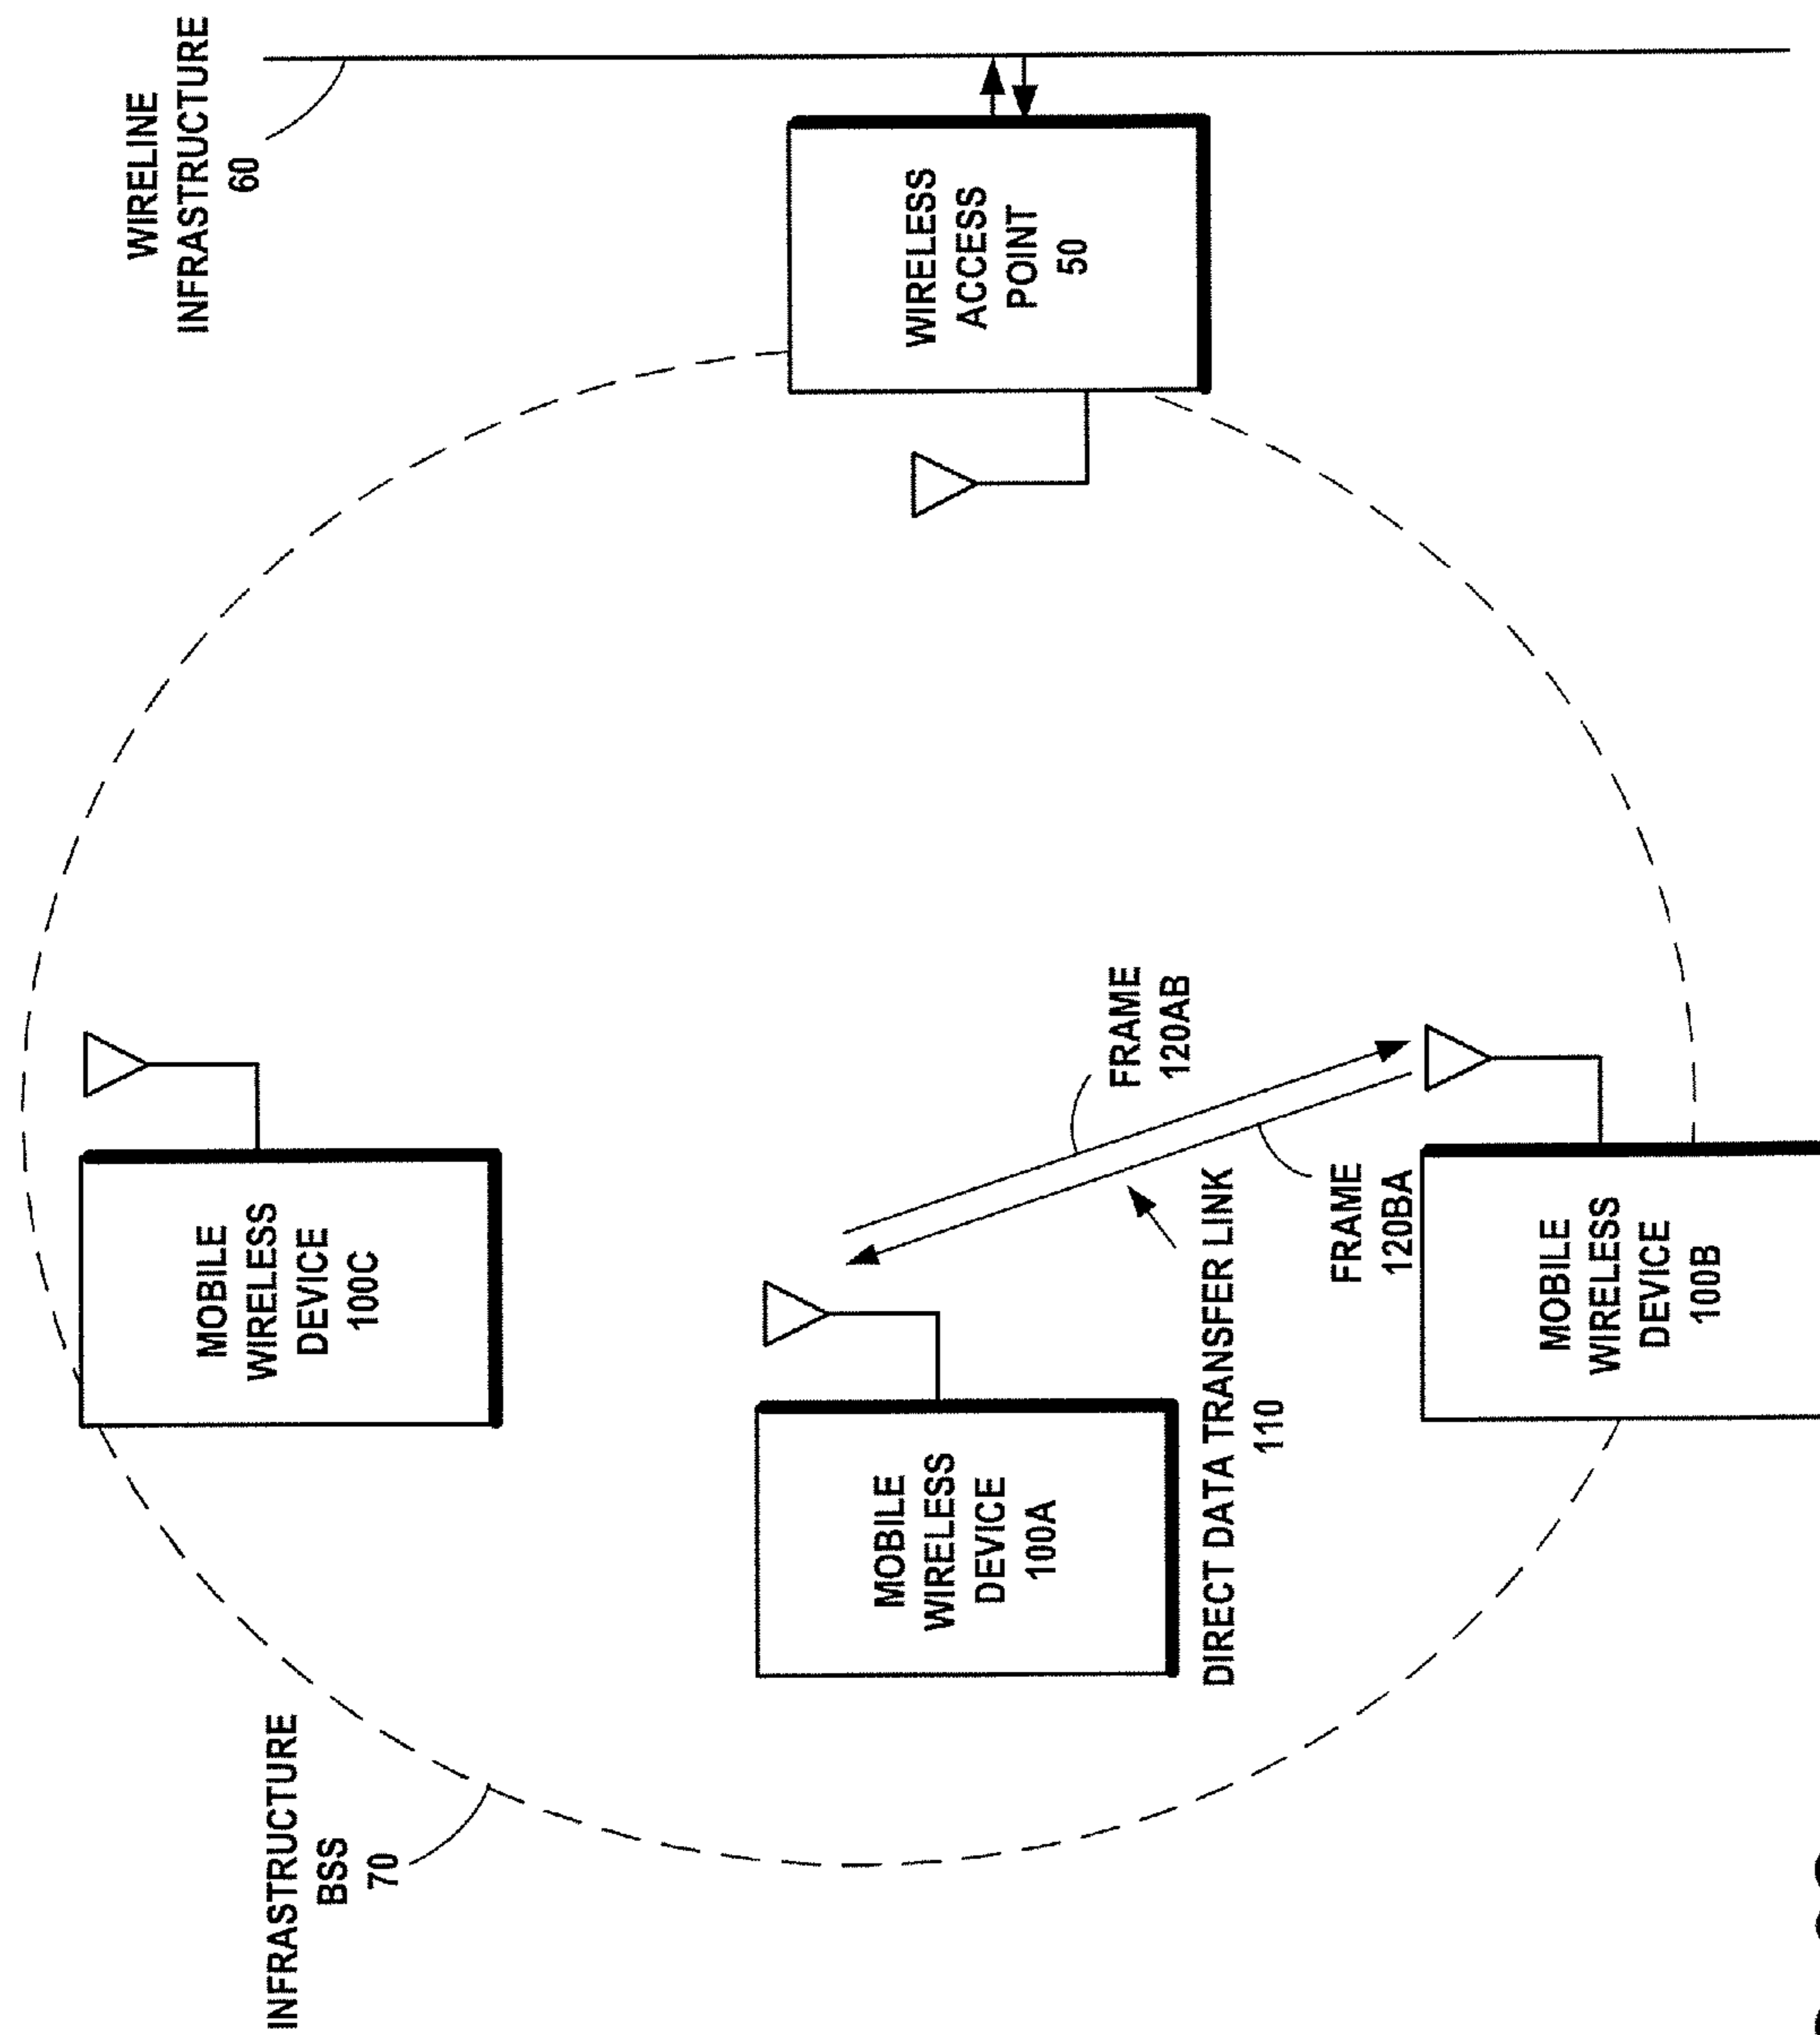 WIRELINE
INFRASTRUCTURE
60
WIRELESS
ACCESS
POINT
50
MOBILE
WIRELESS
DEVICE
100C
FRAME
120AB
MOBILE
WIRELESS
DEVICE
100A
DIRECT DATA TRANSFER LINK
110
FRAME
120BA
MOBILE
WIRELESS
DEVICE
100B
INFRASTRUCTURE
BSS
70